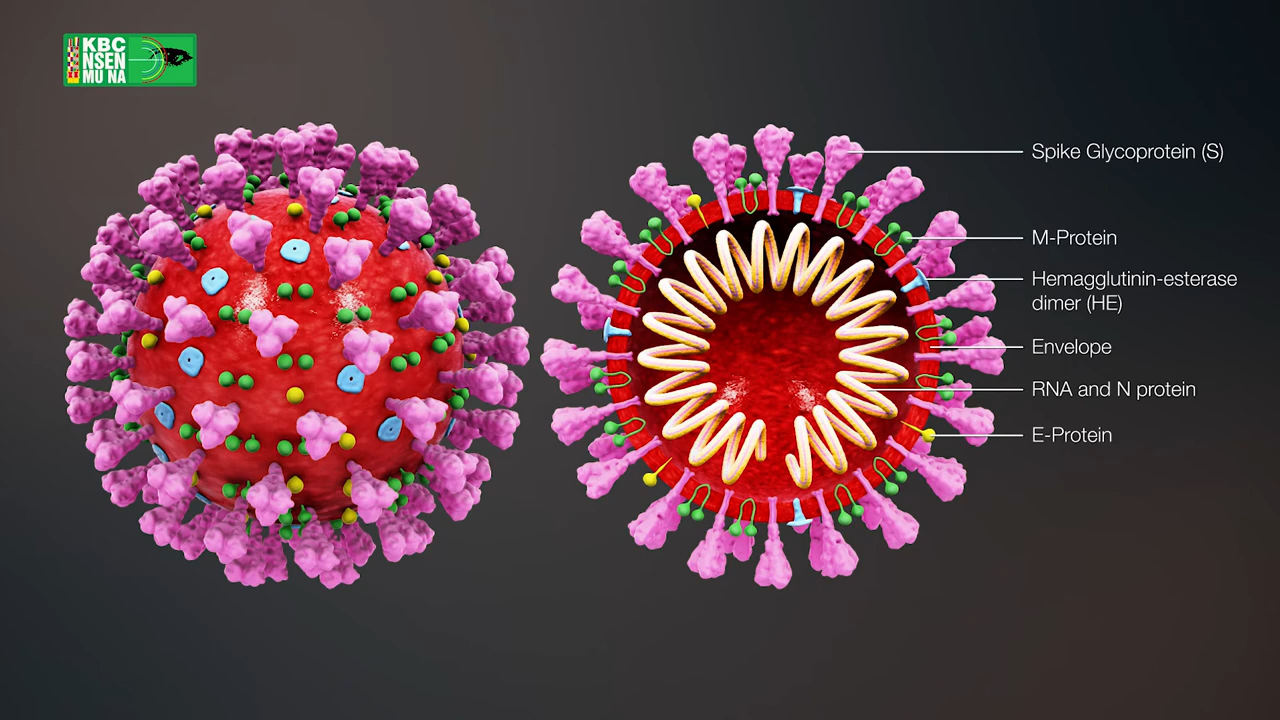 KBC
NSEN
MU NA
Spike Glycoprotein (S)
M-Protein
Hemagglutinin-esterase
dimer (HE)
Envelope
RNA and N protein
E-Protein